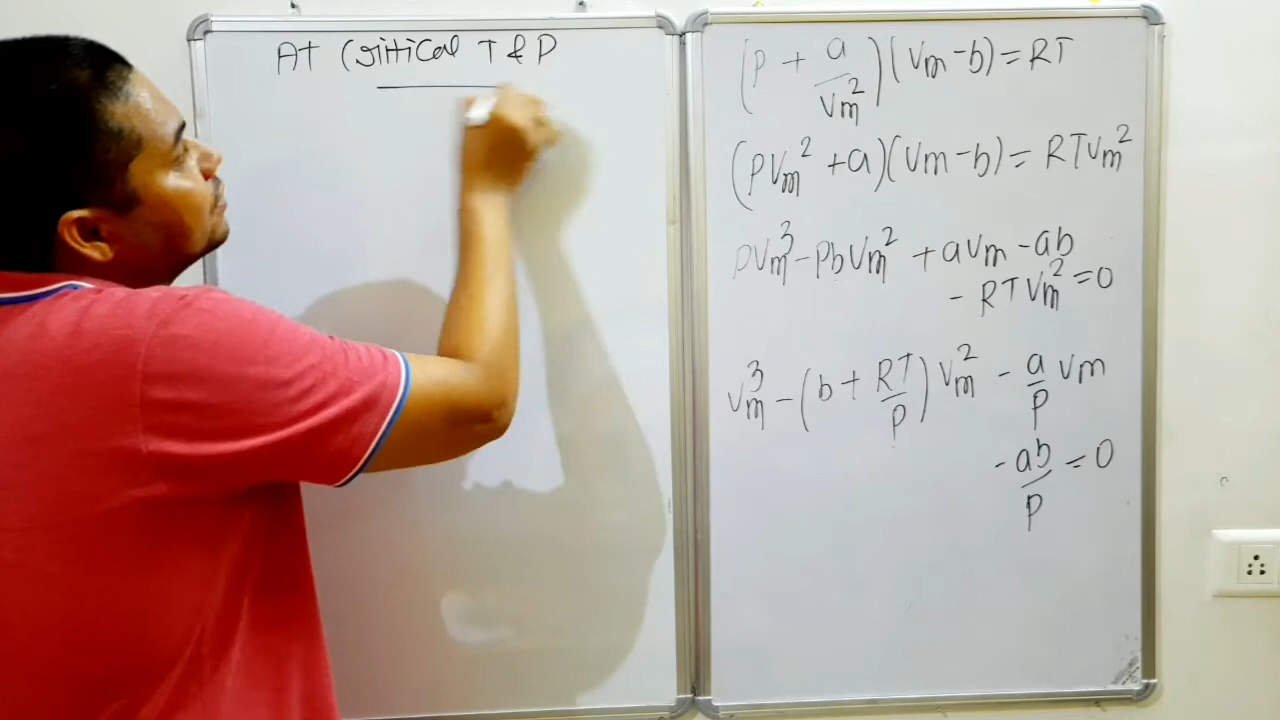 At Critical T & P
(P + a/Vm²)(Vm-b) = RT
(PVm² + a)(Vm-b) = RTVm²
PVm³ - PbVm² + aVm - ab
- RTVm² = 0
Vm³ - (b + RT/P)Vm² - a/P Vm
- ab/P = 0